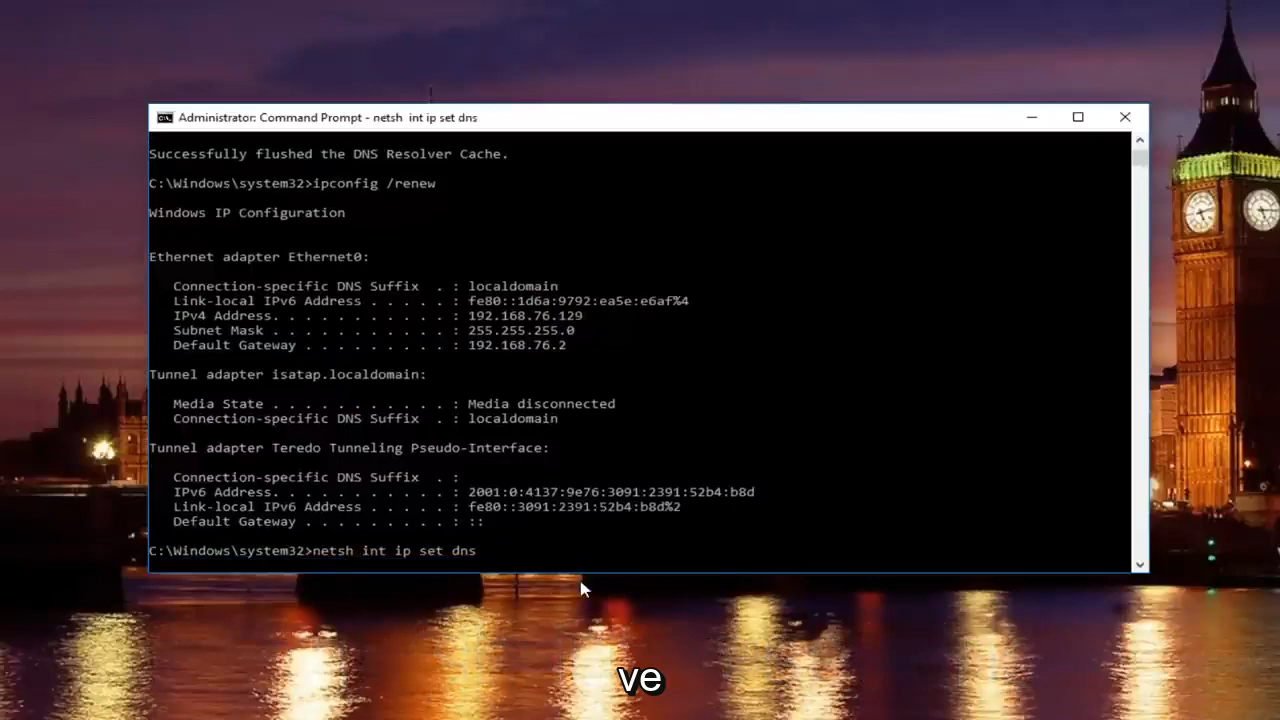 Administrator: Command Prompt - netsh  int ip set dns
Successfully flushed the DNS Resolver Cache.
C:\Windows\system32>ipconfig /renew
Windows IP Configuration
Ethernet adapter Ethernet0:
Connection-specific DNS Suffix  . : localdomain
Link-local IPv6 Address . . . . . : fe80::1d6a:9792:ea5e:e6af%4
IPv4 Address. . . . . . . . . . . : 192.168.76.129
Subnet Mask . . . . . . . . . . . : 255.255.255.0
Default Gateway . . . . . . . . . : 192.168.76.2
Tunnel adapter isatap.localdomain:
Media State . . . . . . . . . . . : Media disconnected
Connection-specific DNS Suffix  . : localdomain
Tunnel adapter Teredo Tunneling Pseudo-Interface:
Connection-specific DNS Suffix  . :
IPv6 Address. . . . . . . . . . . : 2001:0:4137:9e76:3091:2391:52b4:b8d
Link-local IPv6 Address . . . . . : fe80::3091:2391:52b4:b8d%2
Default Gateway . . . . . . . . . : ::
C:\Windows\system32>netsh int ip set dns
ve